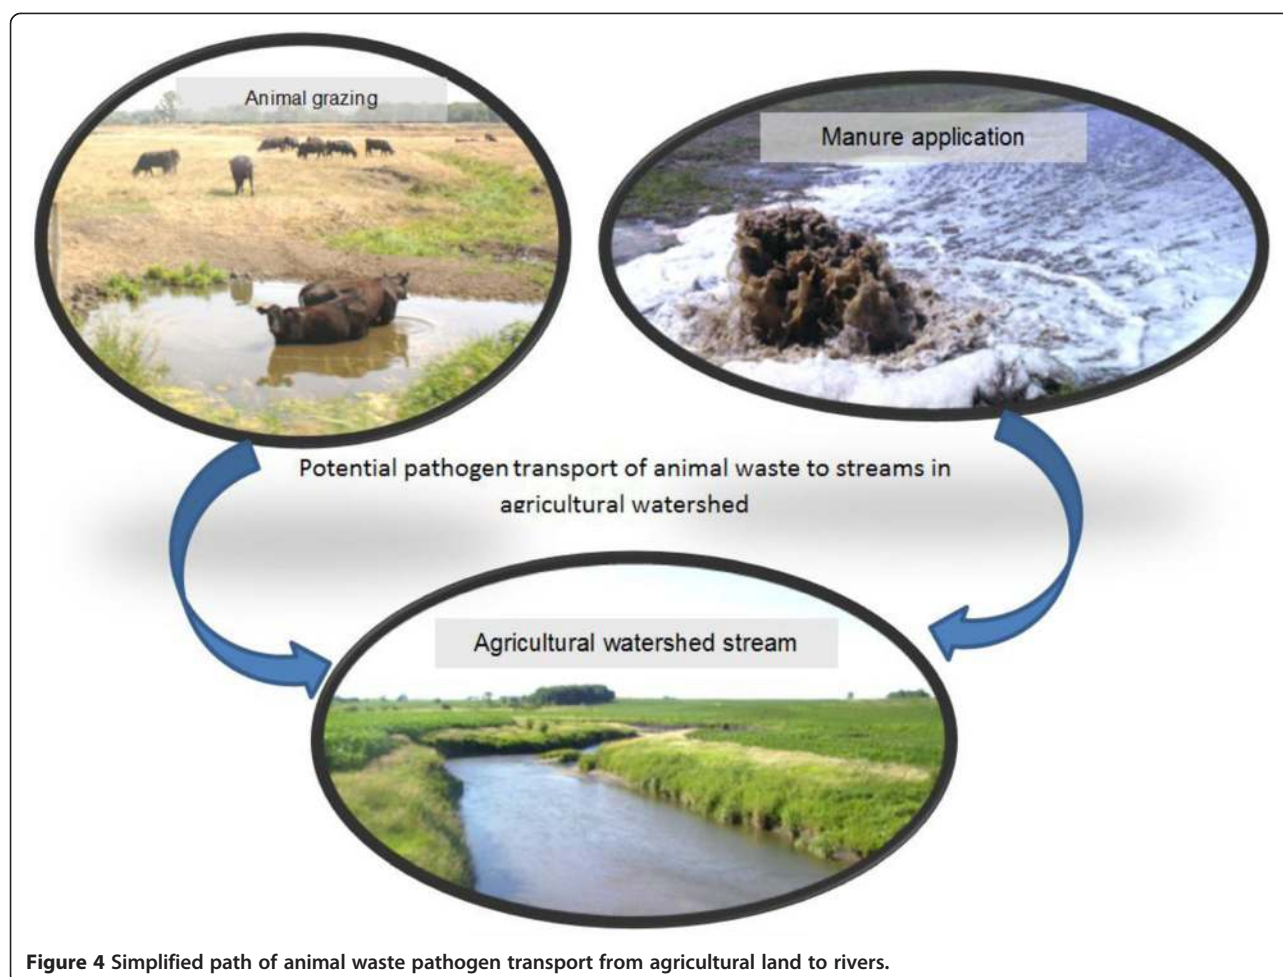 Animal grazing
Manure application
Potential pathogen transport of animal waste to streams in
agricultural watershed
Agricultural watershed stream
Figure 4 Simplified path of animal waste pathogen transport from agricultural land to rivers.